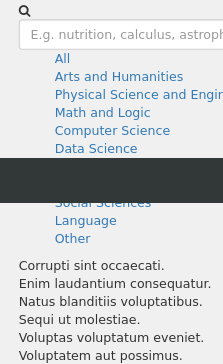 E.g. nutrition, calculus, astroph
All
Arts and Humanities
Physical Science and Engin
Math and Logic
Computer Science
Data Science
Social Sciences
Language
Other
Corrupti sint occaecati.
Enim laudantium consequatur.
Natus blanditiis voluptatibus.
Sequi ut molestiae.
Voluptas voluptatum eveniet.
Voluptatem aut possimus.